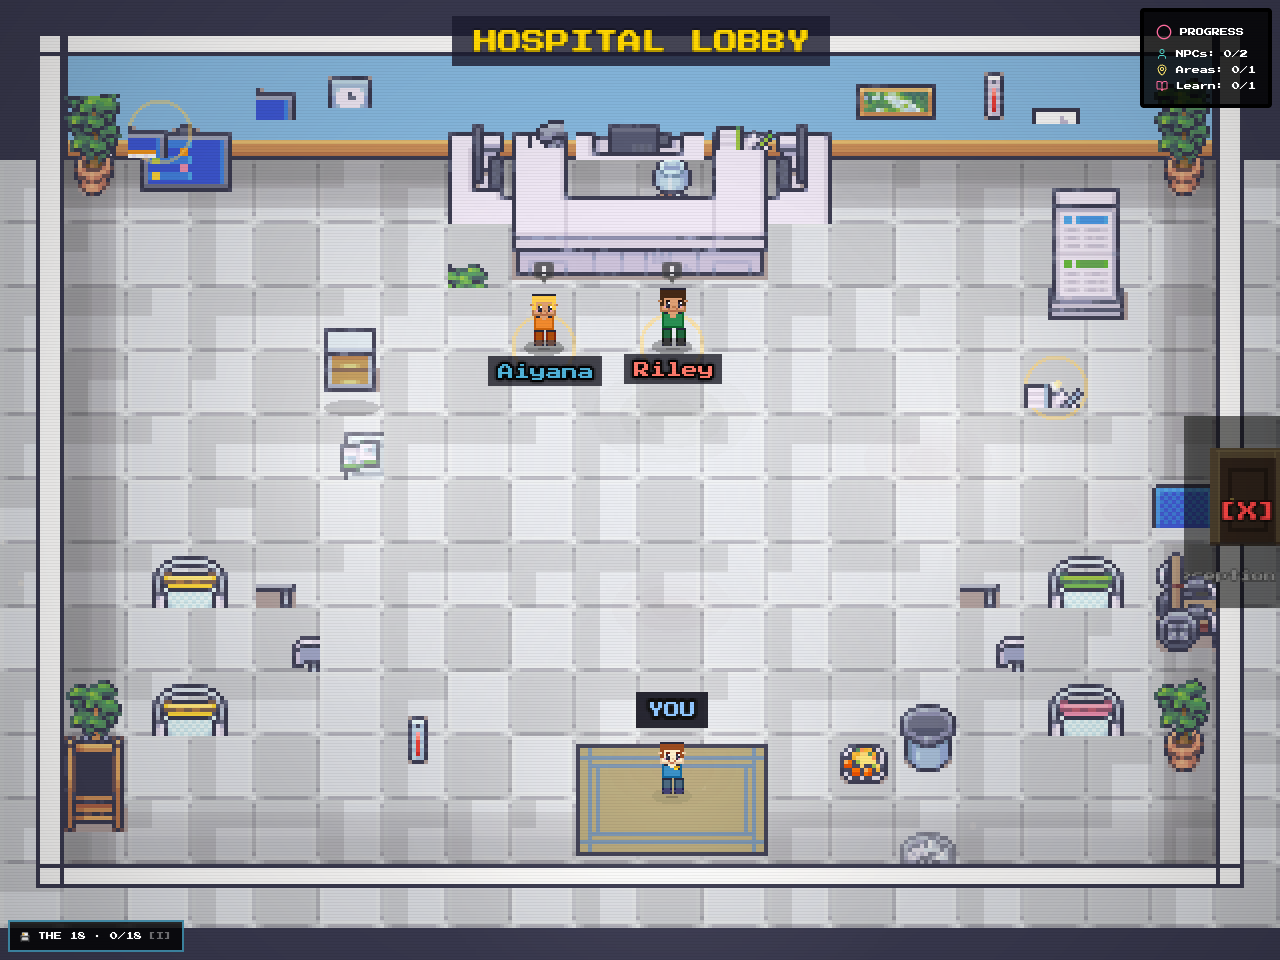 HOSPITAL LOBBY
PROGRESS
NPCs: 0/2
Areas: 0/1
Learn: 0/1
Aiyana
Riley
[X]
YOU
THE 18 · 0/18 [I]